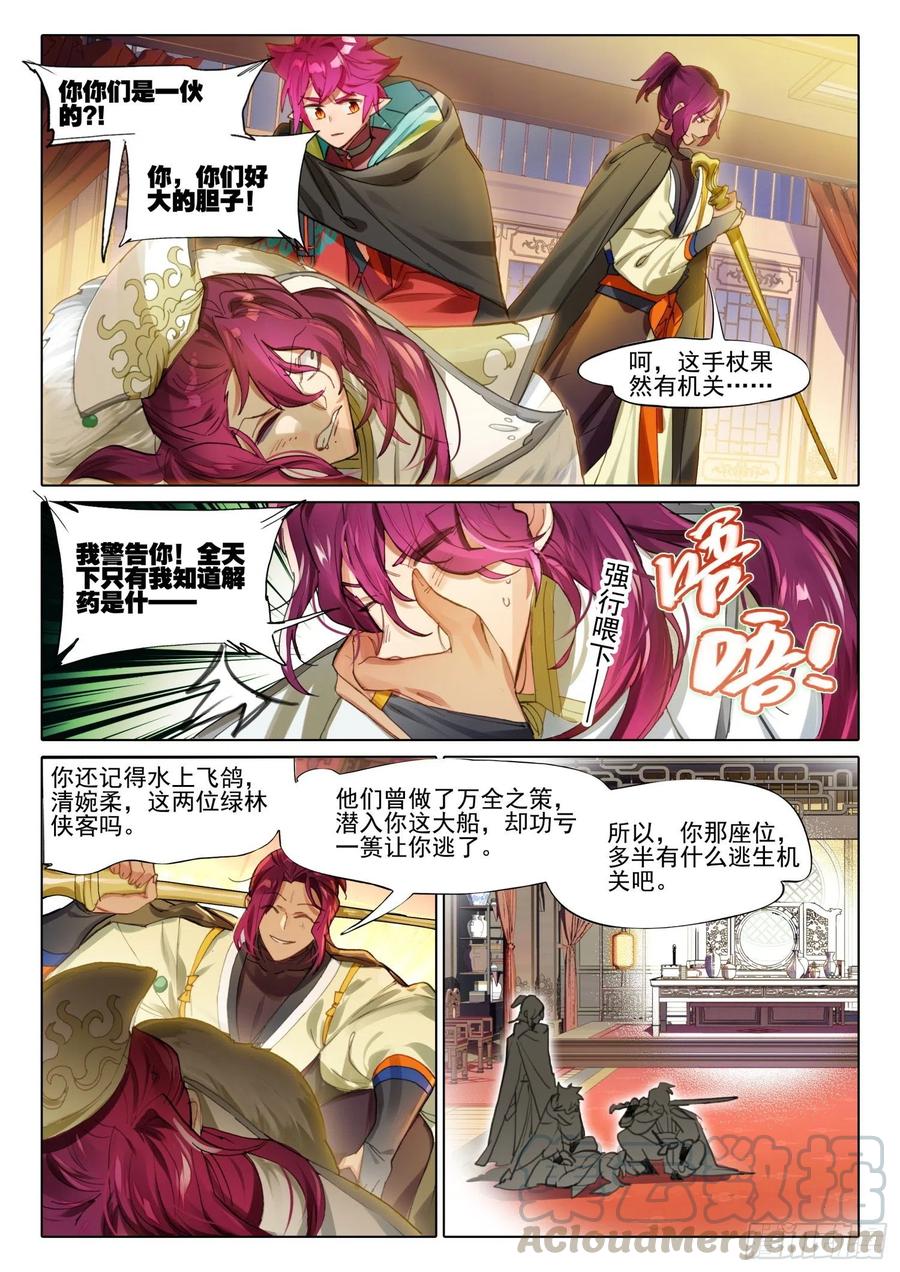 你你们是一伙
的?!
你，你们好
大的胆子！
呵，这手杖果
然有机关……
我警告你！全天
下只有我知道解
药是什——
强行喂下——
唔
唔！
你还记得水上飞鸽，
清婉柔，这两位绿林
侠客吗。
他们曾做了万全之策，
潜入你这大船，却功亏
一篑让你逃了。
所以，你那座位，
多半有什么逃生机
关吧。
AcloudMerge.com